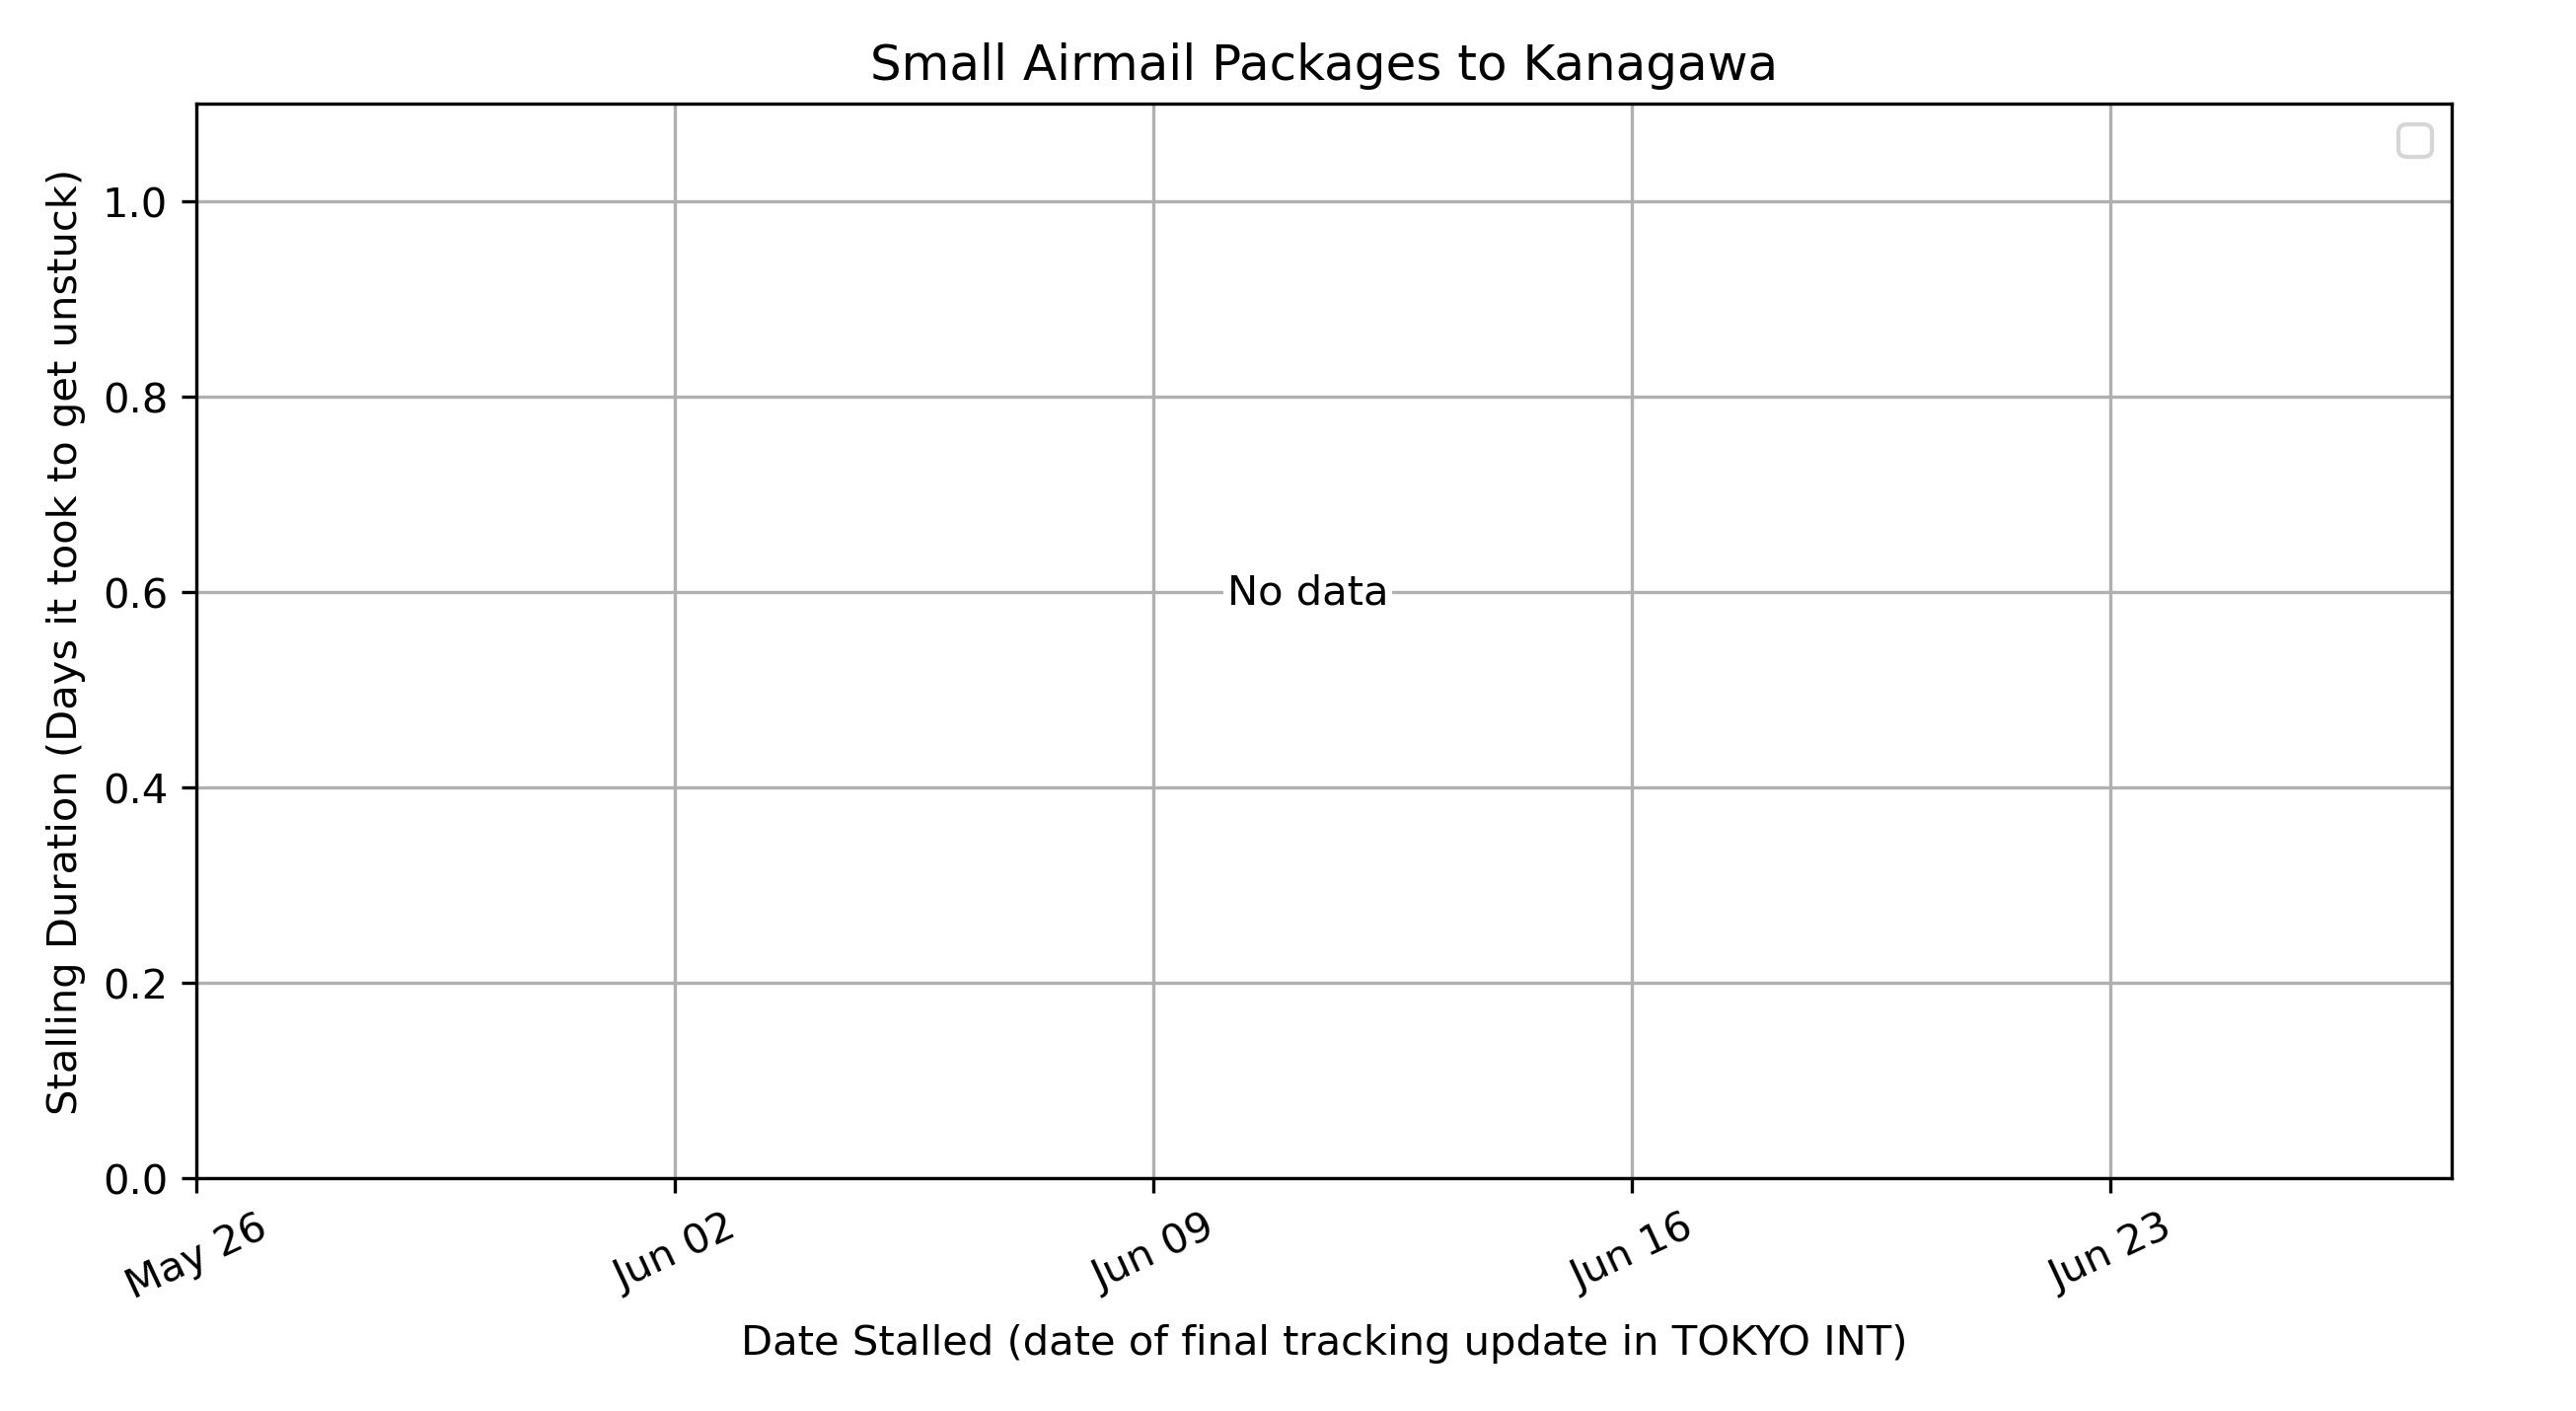 Small Airmail Packages to Kanagawa
Stalling Duration (Days it took to get unstuck)
1.0
0.8
0.6
0.4
0.2
0.0
No data
May 26
Jun 02
Jun 09
Jun 16
Jun 23
Date Stalled (date of final tracking update in TOKYO INT)